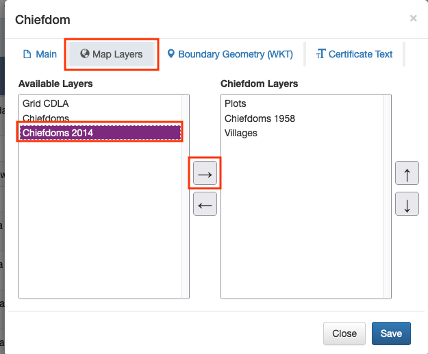 Chiefdom
×
Main
Map Layers
Boundary Geometry (WKT)
Certificate Text
Available Layers
Grid CDLA
Chiefdoms
Chiefdoms 2014
Chiefdom Layers
Plots
Chiefdoms 1958
Villages
→
←
↑
↓
Close
Save